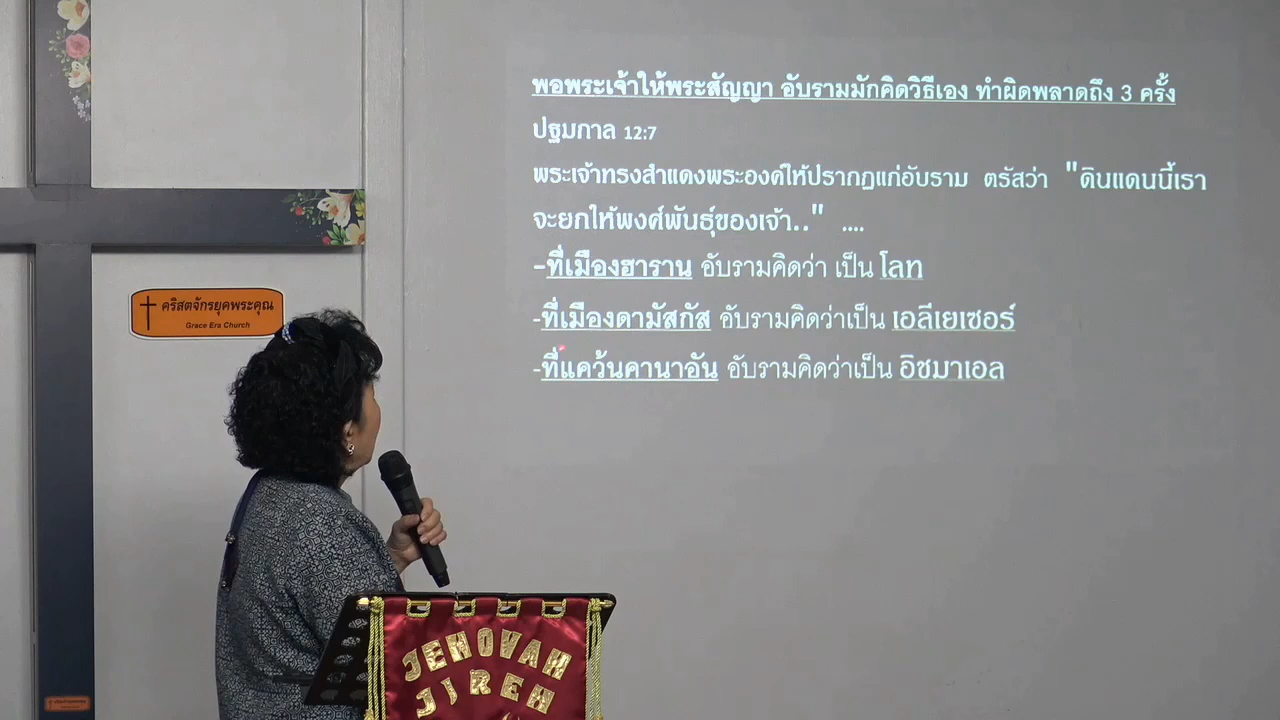 พอพระเจ้าให้พระสัญญา อับรามมักคิดวิธีเอง ทำผิดพลาดถึง 3 ครั้ง
ปฐมกาล 12:7
พระเจ้าทรงสำแดงพระองค์ให้ปรากฏแก่อับราม ตรัสว่า "ดินแดนนี้เรา
จะยกให้พงศ์พันธุ์ของเจ้า.." ....
-ที่เมืองฮาราน อับรามคิดว่า เป็น โลท
-ที่เมืองดามัสกัส อับรามคิดว่าเป็น เอลีเยเซอร์
-ที่แคว้นคานาอัน อับรามคิดว่าเป็น อิชมาเอล
คริสตจักรยุคพระคุณ
Grace Era Church
JEHOVAH
JIREH